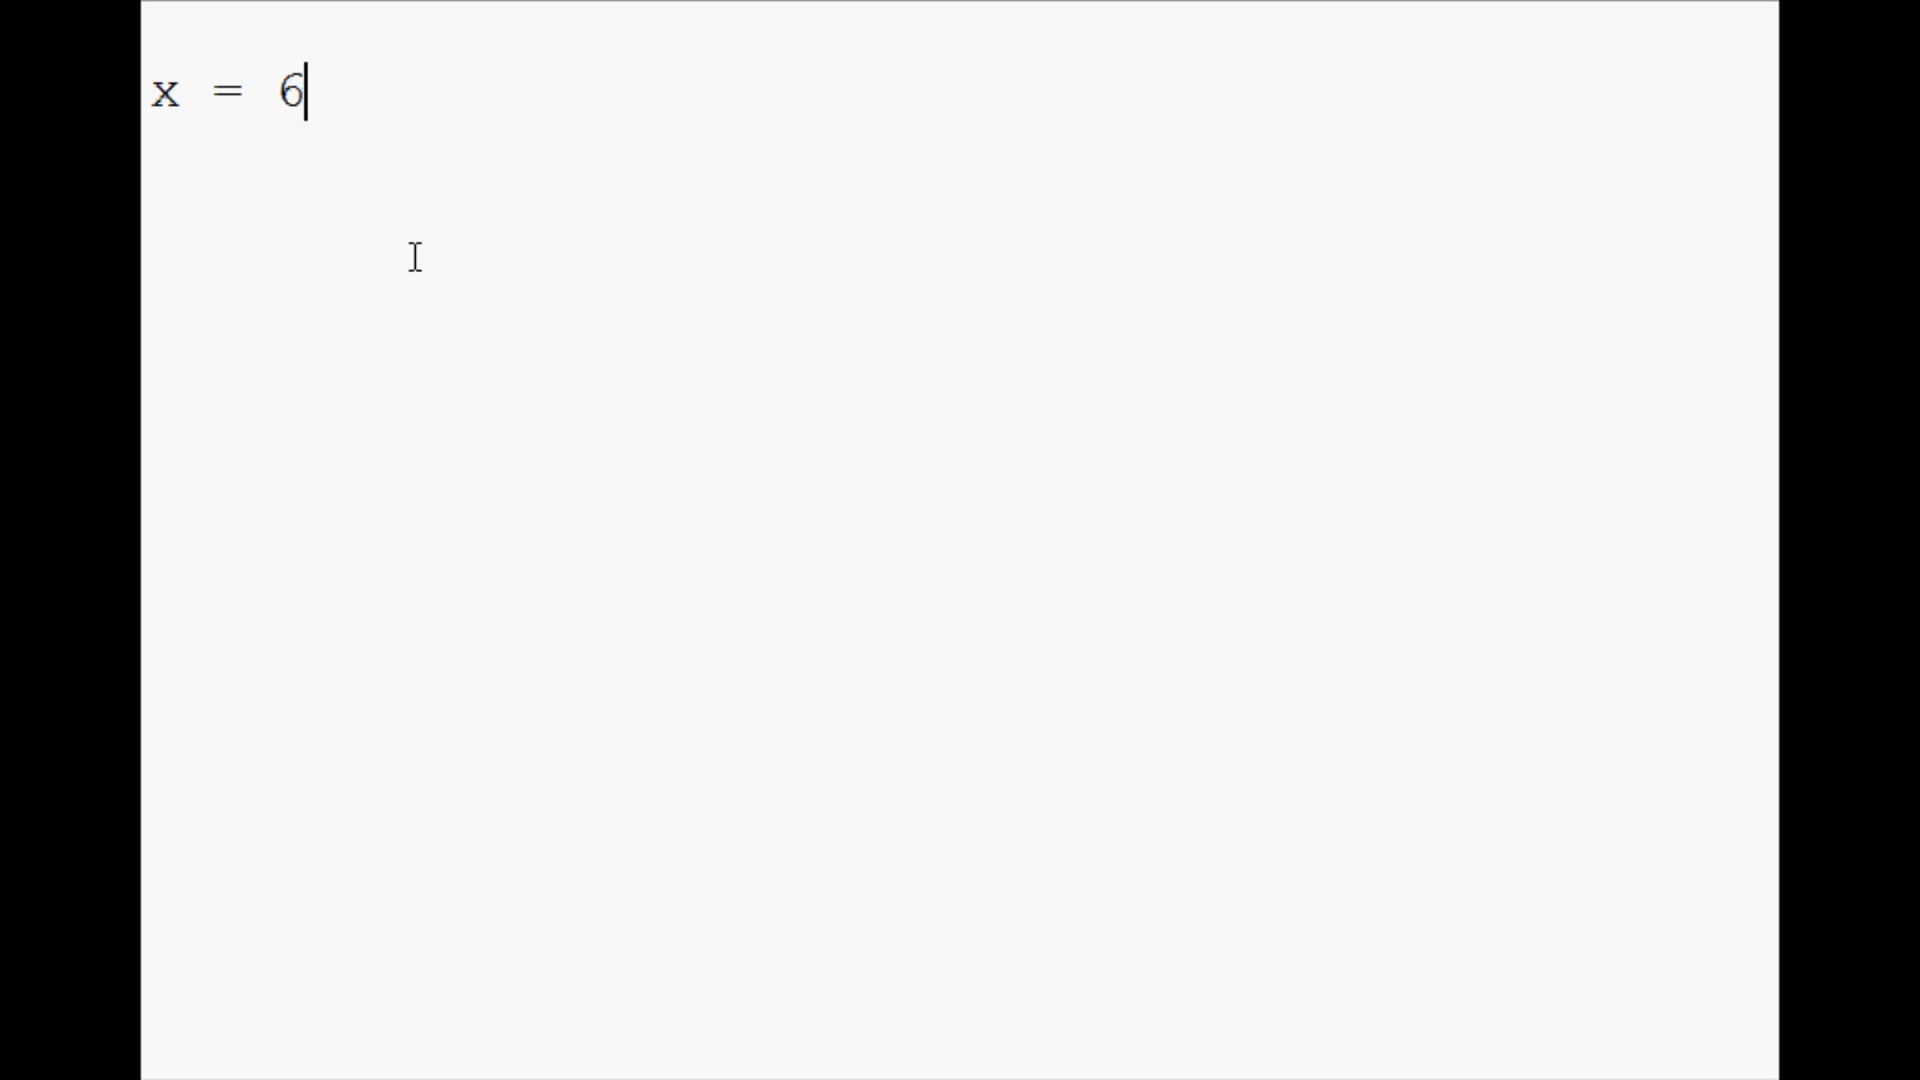 x = 6